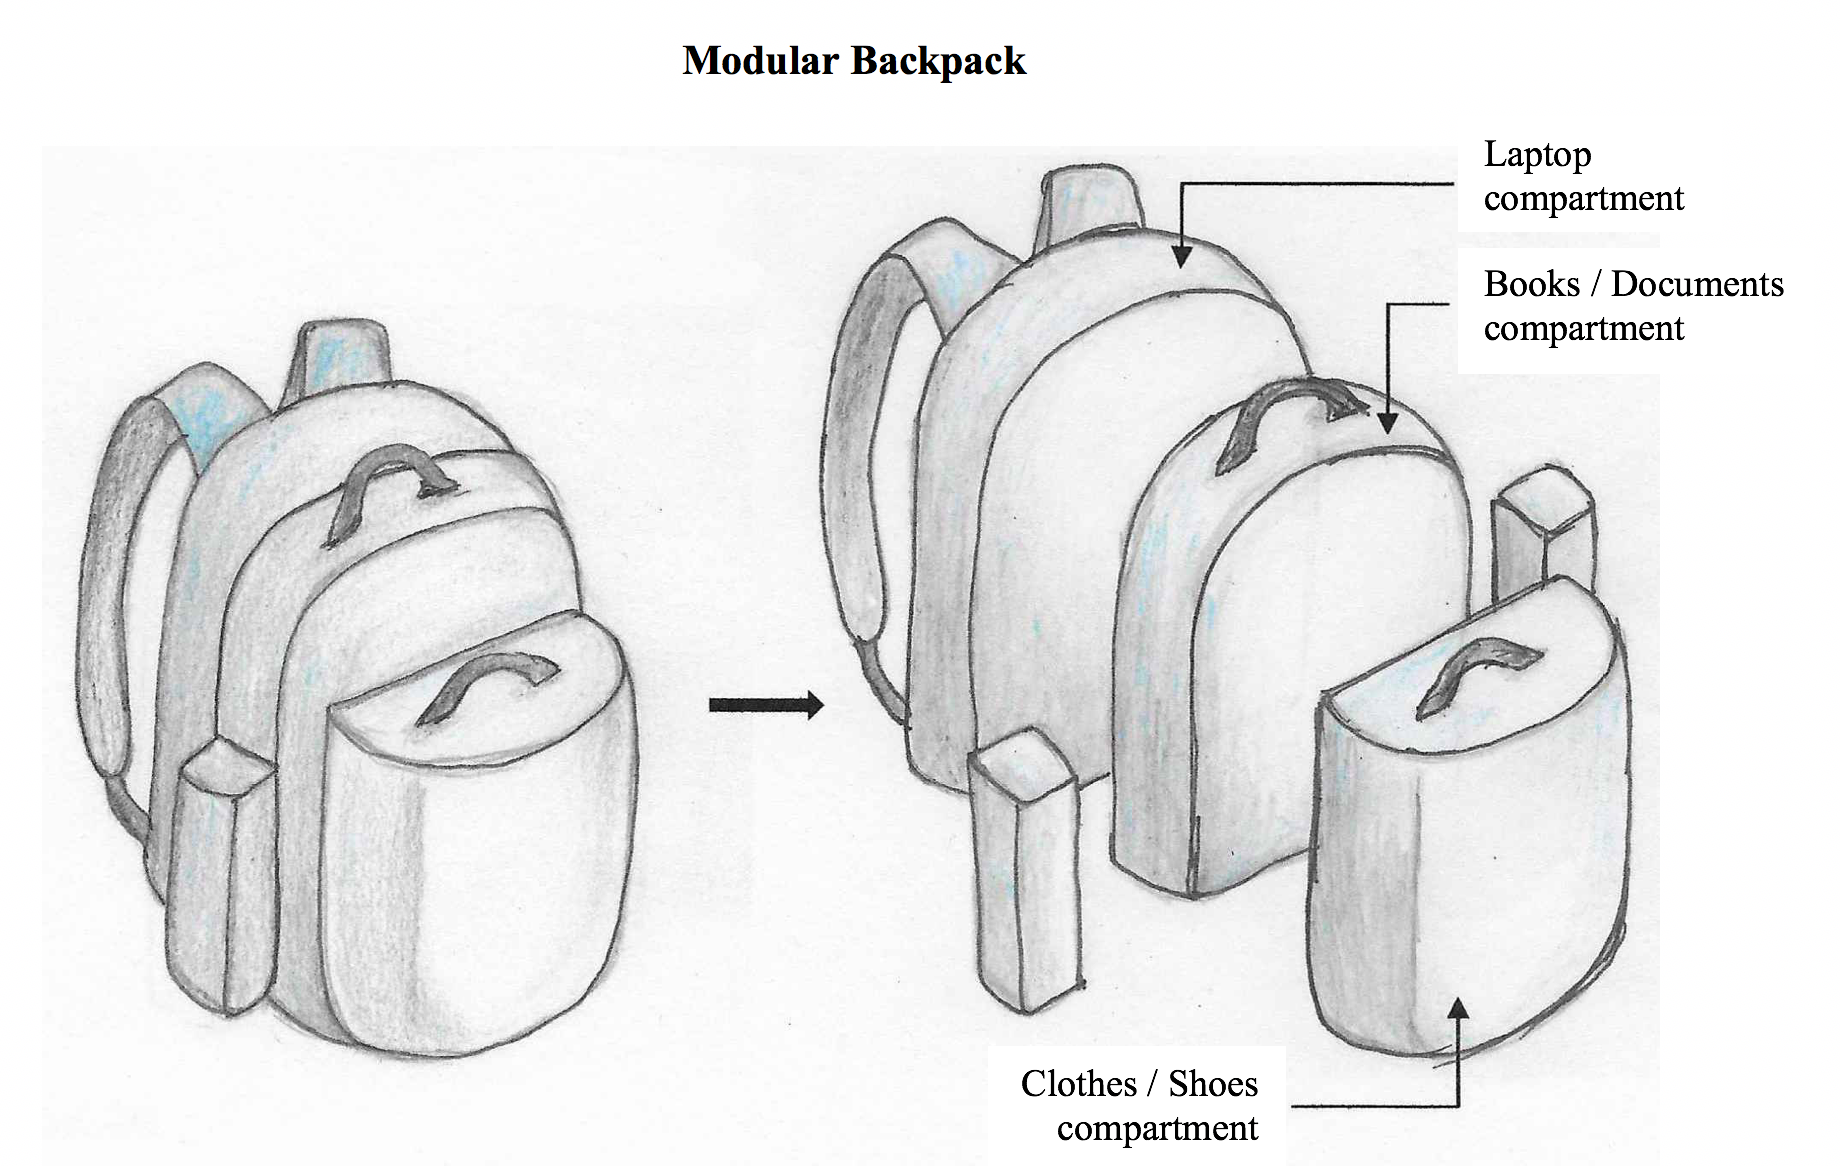 Modular Backpack
Laptop
compartment
Books / Documents
compartment
Clothes / Shoes
compartment